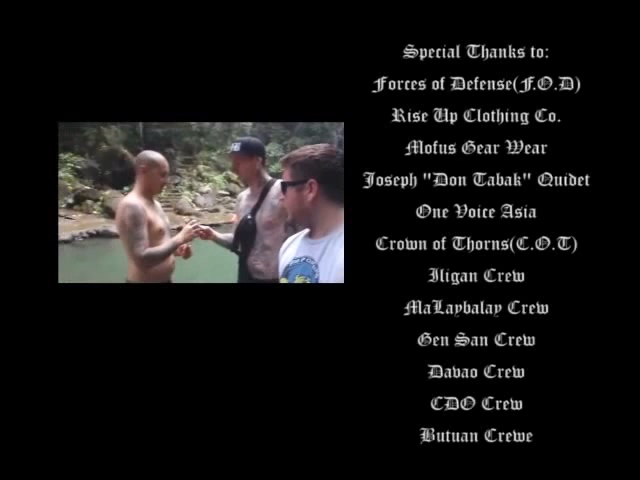 Special Thanks to:
Forces of Defense(F.O.D)
Rise Up Clothing Co.
Mofus Gear Wear
Joseph "Don Tabak" Quidet
One Voice Asia
Crown of Thorns(C.O.T)
Iligan Crew
MaLaybalay Crew
Gen San Crew
Davao Crew
CDO Crew
Butuan Crewe